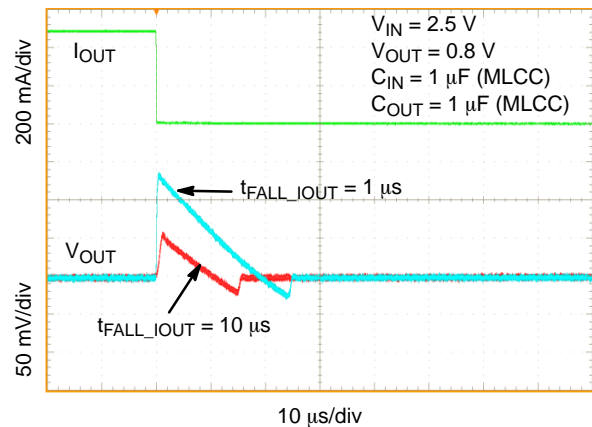 200 mA/div
I_OUT
V_IN = 2.5 V
V_OUT = 0.8 V
C_IN = 1 μF (MLCC)
C_OUT = 1 μF (MLCC)
t_FALL_IOUT = 1 μs
V_OUT
50 mV/div
t_FALL_IOUT = 10 μs
10 μs/div